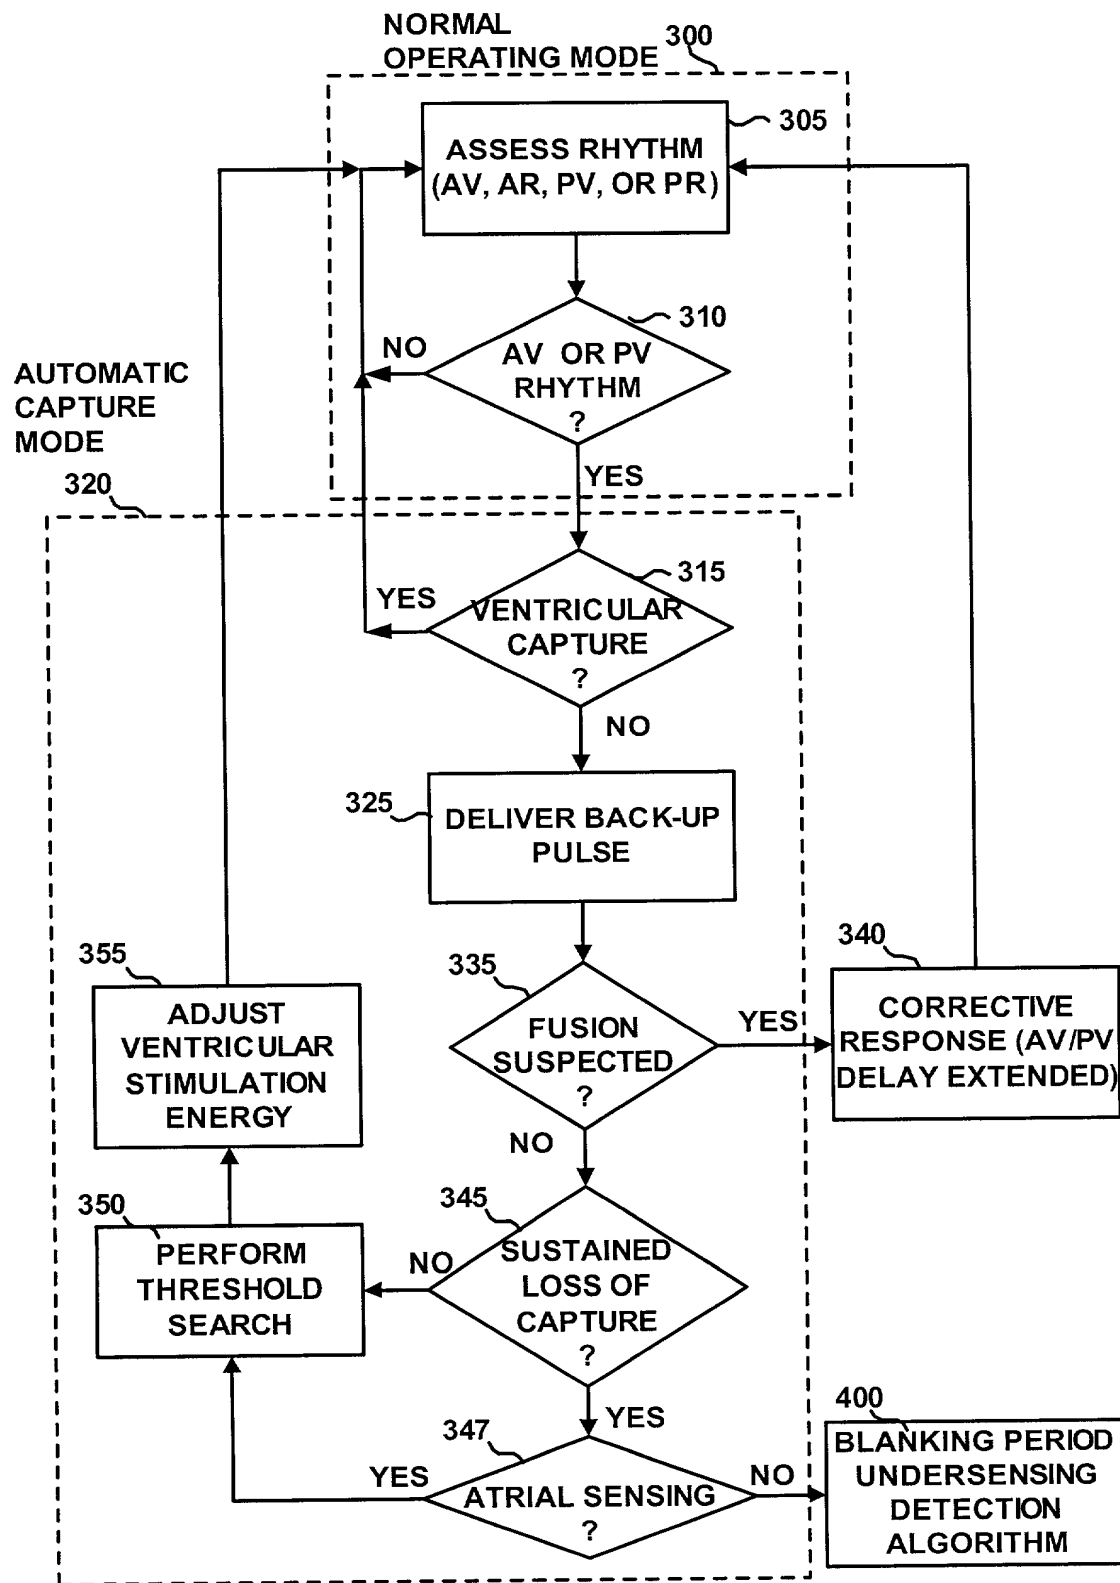 NORMAL
OPERATING MODE
300
ASSESS RHYTHM
(AV, AR, PV, OR PR)
305
AV OR PV
RHYTHM
?
310
NO
YES
AUTOMATIC
CAPTURE
MODE
320
VENTRICULAR
CAPTURE
?
315
YES
NO
325
DELIVER BACK-UP
PULSE
335
FUSION
SUSPECTED
?
YES
NO
340
CORRECTIVE
RESPONSE (AV/PV
DELAY EXTENDED)
355
ADJUST
VENTRICULAR
STIMULATION
ENERGY
345
SUSTAINED
LOSS OF
CAPTURE
?
NO
YES
350
PERFORM
THRESHOLD
SEARCH
347
ATRIAL SENSING
?
YES
NO
400
BLANKING PERIOD
UNDERSENSING
DETECTION
ALGORITHM